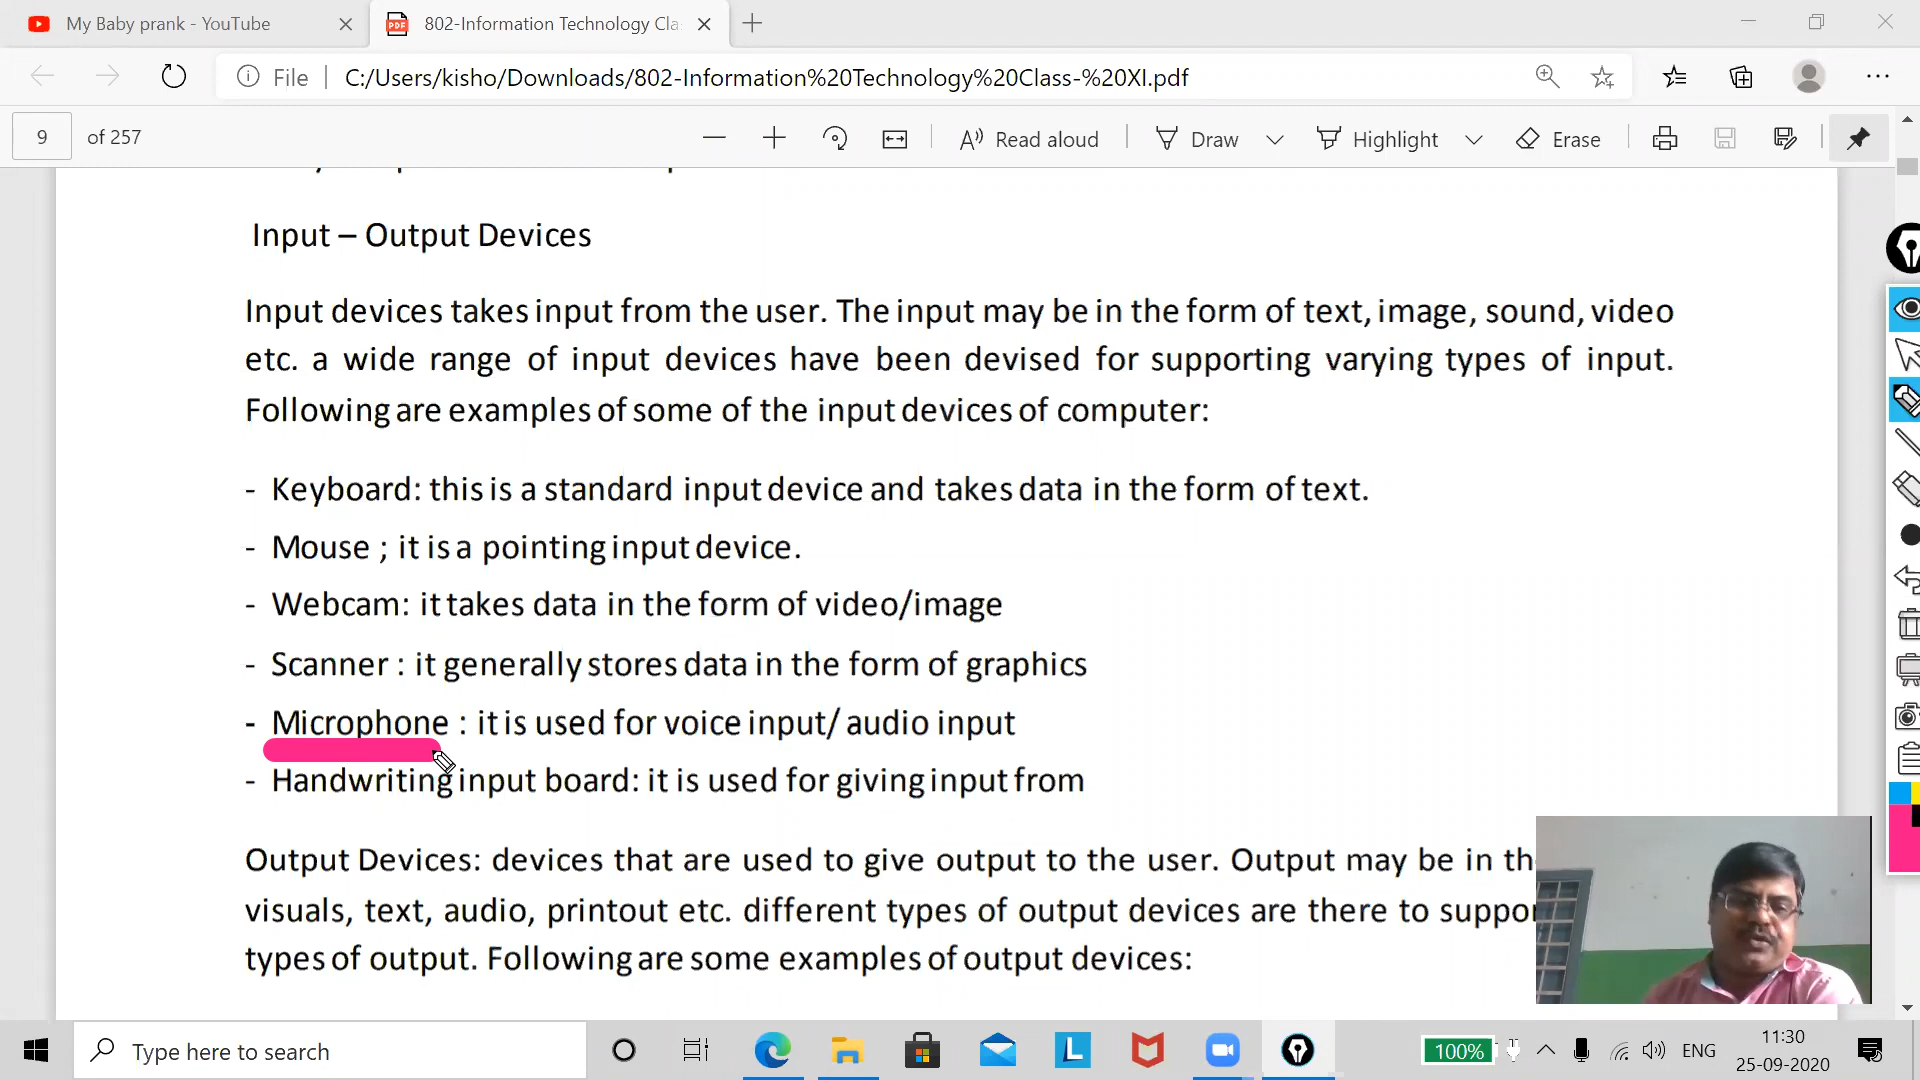 My Baby prank - YouTube
802-Information Technology Cla
File
C:/Users/kisho/Downloads/802-Information%20Technology%20Class-%20XI.pdf
9 of 257
Read aloud
Draw
Highlight
Erase
Input – Output Devices
Input devices takes input from the user. The input may be in the form of text, image, sound, video
etc. a wide range of input devices have been devised for supporting varying types of input.
Following are examples of some of the input devices of computer:
- Keyboard: this is a standard input device and takes data in the form of text.
- Mouse ; it is a pointing input device.
- Webcam: it takes data in the form of video/image
- Scanner : it generally stores data in the form of graphics
- Microphone : it is used for voice input/ audio input
- Handwriting input board: it is used for giving input from
Output Devices: devices that are used to give output to the user. Output may be in th
visuals, text, audio, printout etc. different types of output devices are there to suppor
types of output. Following are some examples of output devices:
Type here to search
L
100%
ENG
11:30
25-09-2020